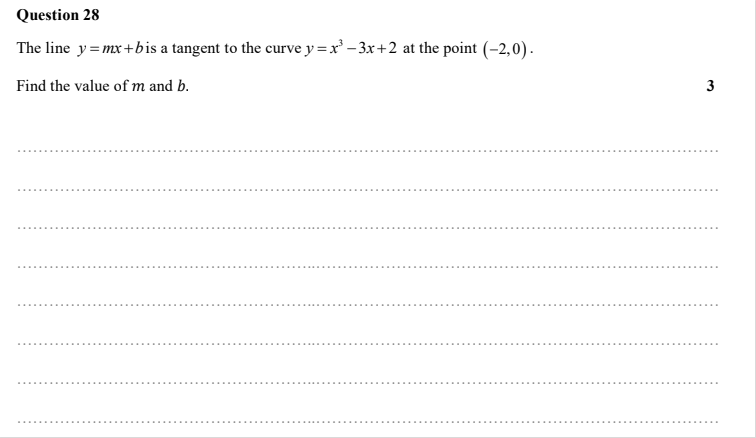 Question 28
The line y = mx + b is a tangent to the curve y = x³ − 3x + 2 at the point (−2, 0).
Find the value of m and b. 3